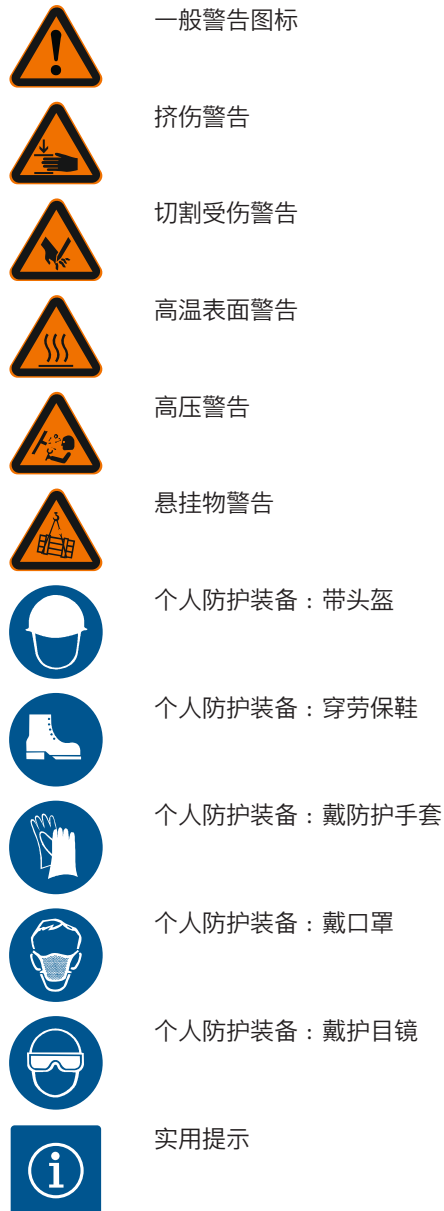 一般警告图标
挤伤警告
切割受伤警告
高温表面警告
高压警告
悬挂物警告
个人防护装备：带头盔
个人防护装备：穿劳保鞋
个人防护装备：戴防护手套
个人防护装备：戴口罩
个人防护装备：戴护目镜
实用提示